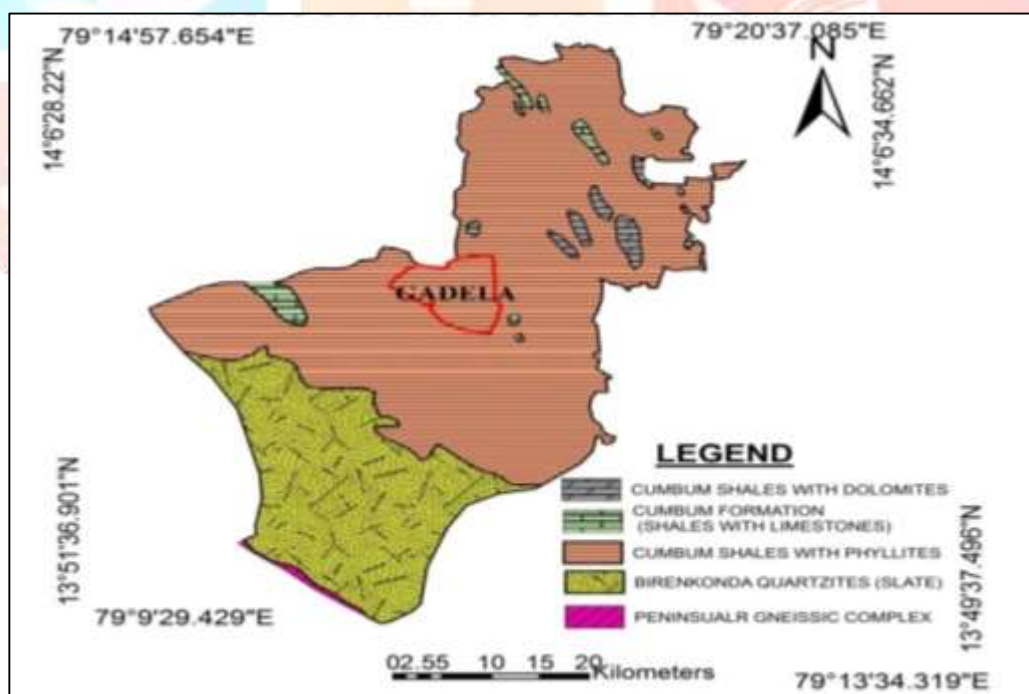 79°14'57.654"E
79°20'37.085"E
N
14°6'28.22"N
14°6'34.662"N
GADELA
LEGEND
CUMBUM SHALES WITH DOLOMITES
CUMBUM FORMATION
(SHALES WITH LIMESTONES)
CUMBUM SHALES WITH PHYLLITES
BIRENKONDA QUARTZITES (SLATE)
PENINSUALR GNEISSIC COMPLEX
13°51'36.901"N
13°49'37.496"N
79°9'29.429"E
02.55 10 15 20
Kilometers
79°13'34.319"E